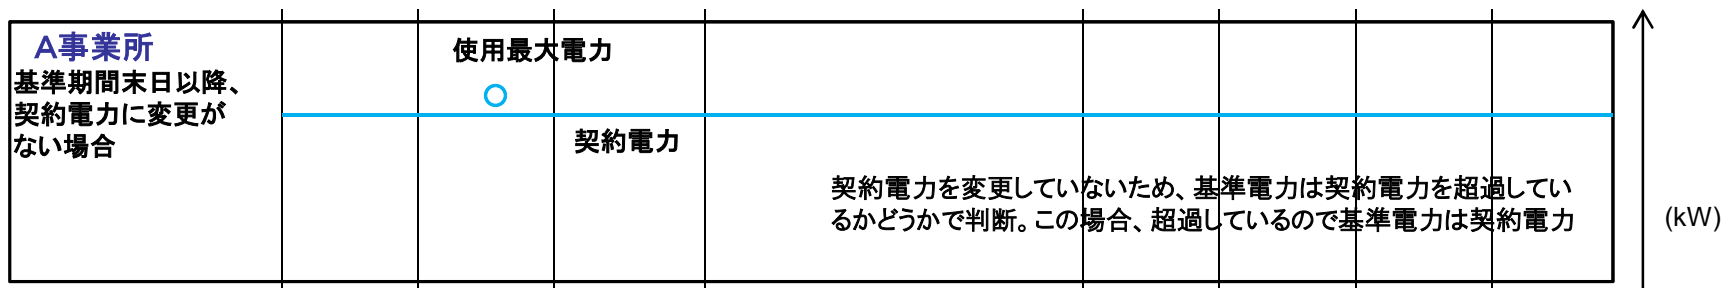 A事業所
基準期間末日以降、
契約電力に変更が
ない場合
使用最大電力
契約電力
契約電力を変更していないため、基準電力は契約電力を超過してい
るかどうかで判断。この場合、超過しているので基準電力は契約電力
(kW)